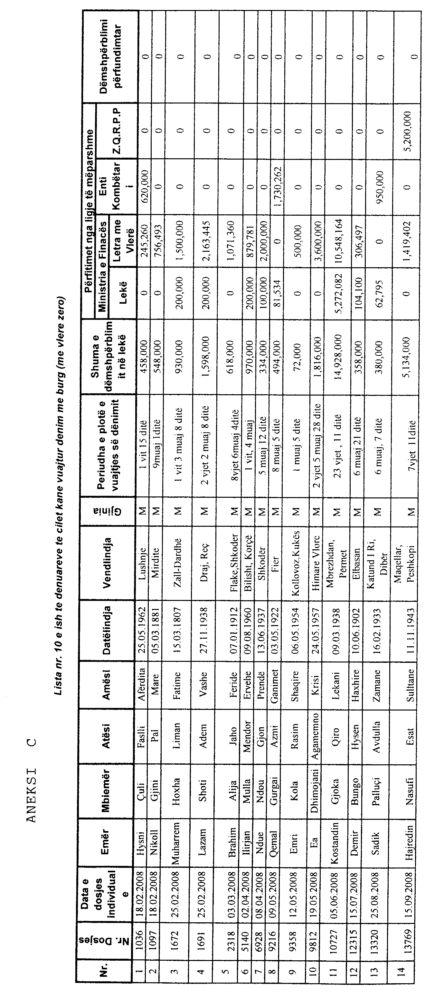 ANEKSI C
Lista nr. 10 e ish te denuareve te cilet kane vuajtur denim me burg (me vlere zero)
Nr. | Nr. Dosjes | Data e dosjes individual e | Emër | Mbiemër | Atësi | Amësi | Datëlindja | Vendlindja | Gjinia | Periudha e plotë e vuajtjes së dënimit | Shuma e dëmshpërblim it në lekë | Përfitimet nga ligje të mëparshme | Dëmshpërblimi përfundimtar
Ministria e Finacës | Enti Kombëtar i | Z.Q.R.P.P
Lekë | Letra me Vlerë
1 | 1036 | 18.02.2008 | Hysni | Çuli | Faslli | Afërdita | 25.05.1962 | Lushnje | M | 1 vit 15 ditë | 458,000 | 0 | 245,260 | 620,000 | 0 | 0
2 | 1097 | 18.02.2008 | Nikoll | Gjini | Pal | Mare | 05.03.1881 | Mirdite | M | 9muaj 1ditë | 548,000 | 0 | 756,493 | 0 | 0 | 0
3 | 1672 | 25.02.2008 | Muharrem | Hoxha | Liman | Fatime | 15.03.1807 | Zall-Dardhë | M | 1 vit 3 muaj 8 ditë | 930,000 | 200,000 | 1,500,000 | 0 | 0 | 0
4 | 1691 | 25.02.2008 | Lazam | Shoti | Adem | Vashe | 27.11.1938 | Draj, Reç | M | 2 vjet 2 muaj 8 ditë | 1,598,000 | 200,000 | 2,163,445 | 0 | 0 | 0
5 | 2318 | 03.03.2008 | Brahim | Alija | Jaho | Feride | 07.01.1912 | Flake,Shkoder | M | 8vjet 6muaj 4ditë | 618,000 | 0 | 1,071,360 | 0 | 0 | 0
6 | 5140 | 02.04.2008 | Ilirjan | Mulla | Mendor | Ervehe | 09.08.1960 | Bilisht, Korçë | M | 1 vit, 4 muaj | 970,000 | 200,000 | 879,781 | 0 | 0 | 0
7 | 6928 | 08.04.2008 | Ndue | Ndou | Gjon | Prendë | 13.06.1937 | Shkodër | M | 5 muaj 12 ditë | 334,000 | 100,000 | 2,000,000 | 0 | 0 | 0
8 | 9216 | 09.05.2008 | Qemal | Gurgai | Azmi | Ganimet | 03.05.1922 | Fier | M | 8 muaj 5 ditë | 494,000 | 81,534 | 0 | 1,730,262 | 0 | 0
9 | 9358 | 12.05.2008 | Emri | Kola | Rasim | Shaqire | 06.05.1954 | Kollovoz,Kukës | M | 1 muaj 5 ditë | 72,000 | 0 | 500,000 | 0 | 0 | 0
10 | 9812 | 19.05.2008 | Ea | Dhimojani | Agamemno | Krisi | 24.05.1957 | Himare Vlore | M | 2 vjet 5 muaj 28 dite | 1,816,000 | 0 | 3,600,000 | 0 | 0 | 0
11 | 10727 | 05.06.2008 | Kostandin | Gjoka | Qiro | Lekani | 09.03.1938 | Mbrezhdan, Përmet | M | 23 vjet , 11 ditë | 14,928,000 | 5,272,082 | 10,548,164 | 0 | 0 | 0
12 | 12315 | 15.07.2008 | Demir | Bungo | Hysen | Haxhire | 10.06.1902 | Elbasan | M | 6 muaj 21 ditë | 358,000 | 104,100 | 306,497 | 0 | 0 | 0
13 | 13320 | 25.08.2008 | Sadik | Palluçi | Avdulla | Zamane | 16.02.1933 | Katund I Ri, Dibër | M | 6 muaj, 7 ditë | 380,000 | 62,795 | 0 | 950,000 | 0 | 0
14 | 13769 | 15.09.2008 | Hajredin | Nasufi | Esat | Sulltane | 11.11.1943 | Maqellar, Peshkopi | M | 7vjet 11ditë | 5,134,000 | 0 | 1,419,402 | 0 | 5,200,000 | 0